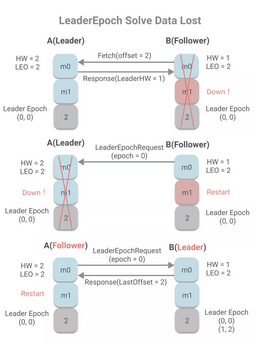 LeaderEpoch Solve Data Lost
A(Leader)
B(Follower)
HW = 2
LEO = 2
m0
Fetch(offset = 2)
m0
HW = 1
LEO = 2
Response(LeaderHW = 1)
m1
m1
Down !
Leader Epoch
(0, 0)
2
2
Leader Epoch
(0, 0)
A(Leader)
B(Follower)
HW = 2
LEO = 2
m0
LeaderEpochRequest
(epoch = 0)
m0
HW = 1
LEO = 2
Down !
m1
m1
Restart
Leader Epoch
(0, 0)
2
2
Leader Epoch
(0, 0)
A(Follower)
B(Leader)
HW = 2
LEO = 2
m0
LeaderEpochRequest
(epoch = 0)
m0
HW = 1
LEO = 2
Response(LastOffset = 2)
Restart
m1
m1
Leader Epoch
(0, 0)
2
2
Leader Epoch
(0, 0)
(1, 2)